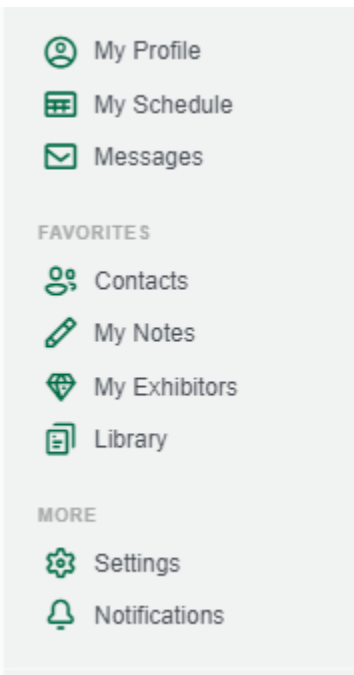 My Profile
My Schedule
Messages
FAVORITES
Contacts
My Notes
My Exhibitors
Library
MORE
Settings
Notifications